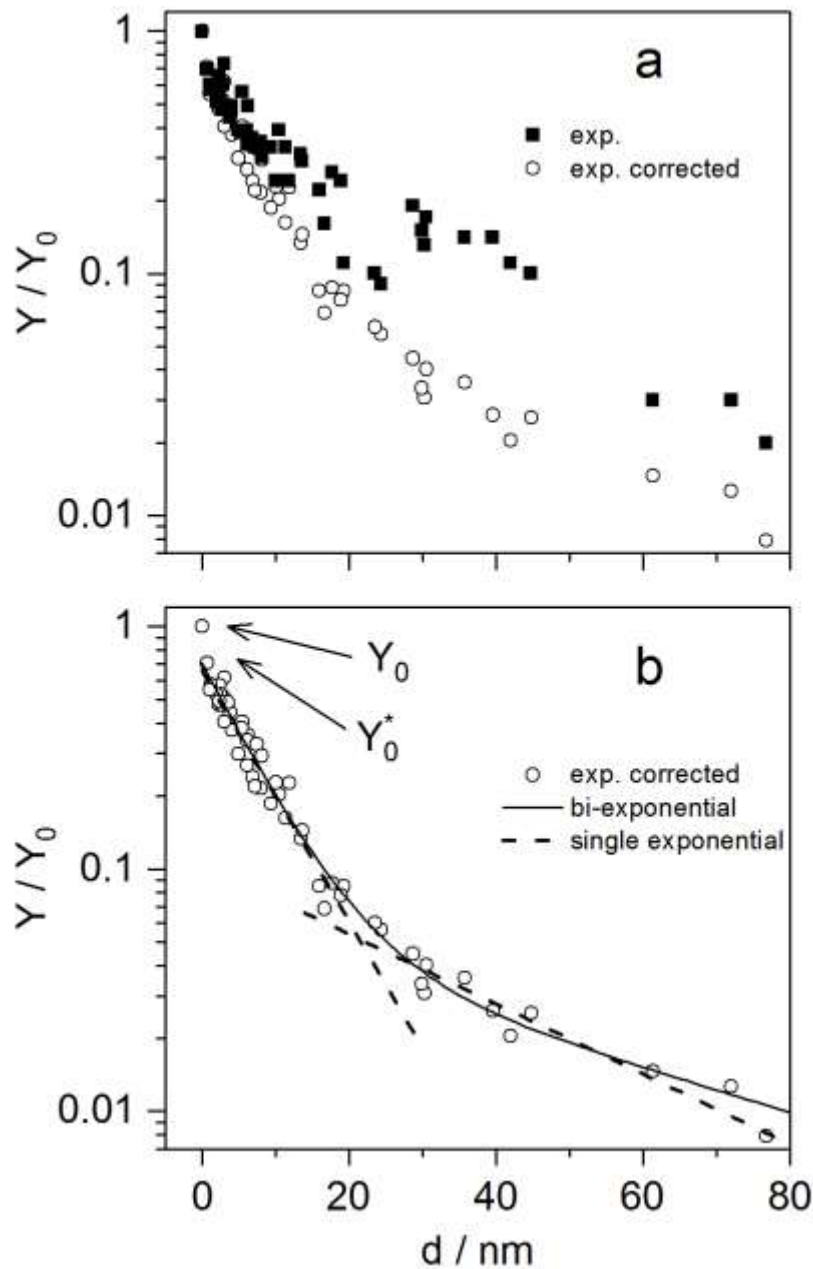 1
a
exp.
exp. corrected
Y / Y0
0.1
0.01
1
Y0
b
Y0*
exp. corrected
bi-exponential
single exponential
Y / Y0
0.1
0.01
0 20 40 60 80
d / nm